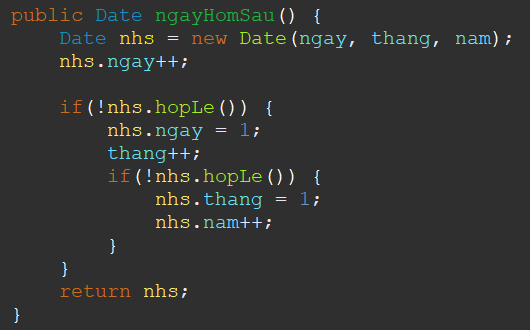 public Date ngayHomSau() {
    Date nhs = new Date(ngay, thang, nam);
    nhs.ngay++;

    if(!nhs.hopLe()) {
        nhs.ngay = 1;
        thang++;
        if(!nhs.hopLe()) {
            nhs.thang = 1;
            nhs.nam++;
        }
    }
    return nhs;
}